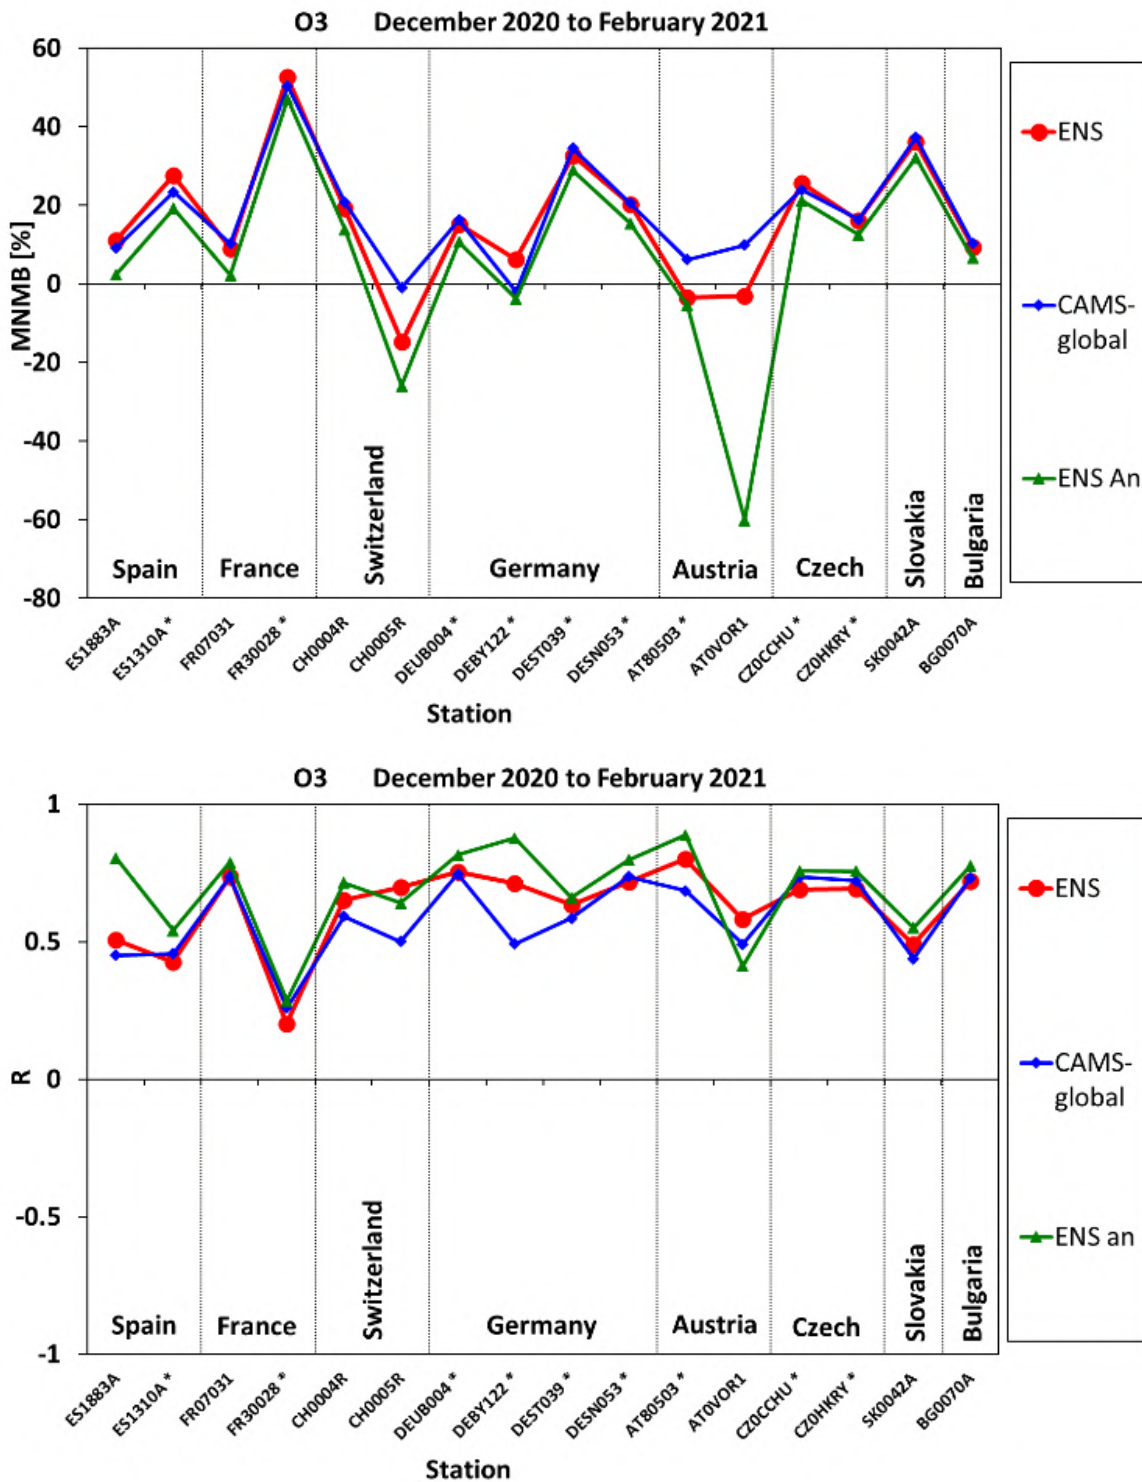 O3 December 2020 to February 2021
60
40
20
0
-20
-40
-60
-80
MNMB [%]
Spain
France
Switzerland
Germany
Austria
Czech
Slovakia
Bulgaria
ES1883A
ES1310A *
FR07031
FR30028 *
CH0004R
CH0005R
DEUB004 *
DEBY122 *
DEST039 *
DESN053 *
AT80503 *
AT0VOR1
CZ0CCHU *
CZ0HKRY *
SK0042A
BG0070A
Station
ENS
CAMS-
global
ENS An
O3 December 2020 to February 2021
1
0.5
0
-0.5
-1
R
Spain
France
Switzerland
Germany
Austria
Czech
Slovakia
Bulgaria
ES1883A
ES1310A *
FR07031
FR30028 *
CH0004R
CH0005R
DEUB004 *
DEBY122 *
DEST039 *
DESN053 *
AT80503 *
AT0VOR1
CZ0CCHU *
CZ0HKRY *
SK0042A
BG0070A
Station
ENS
CAMS-
global
ENS an